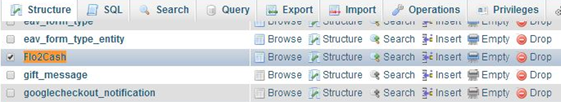 Structure SQL Search Query Export Import Operations Privileges
eav_form_type Browse Structure Search Insert Empty Drop
eav_form_type_entity Browse Structure Search Insert Empty Drop
Flo2Cash Browse Structure Search Insert Empty Drop
gift_message Browse Structure Search Insert Empty Drop
googlecheckout_notification Browse Structure Search Insert Empty Drop